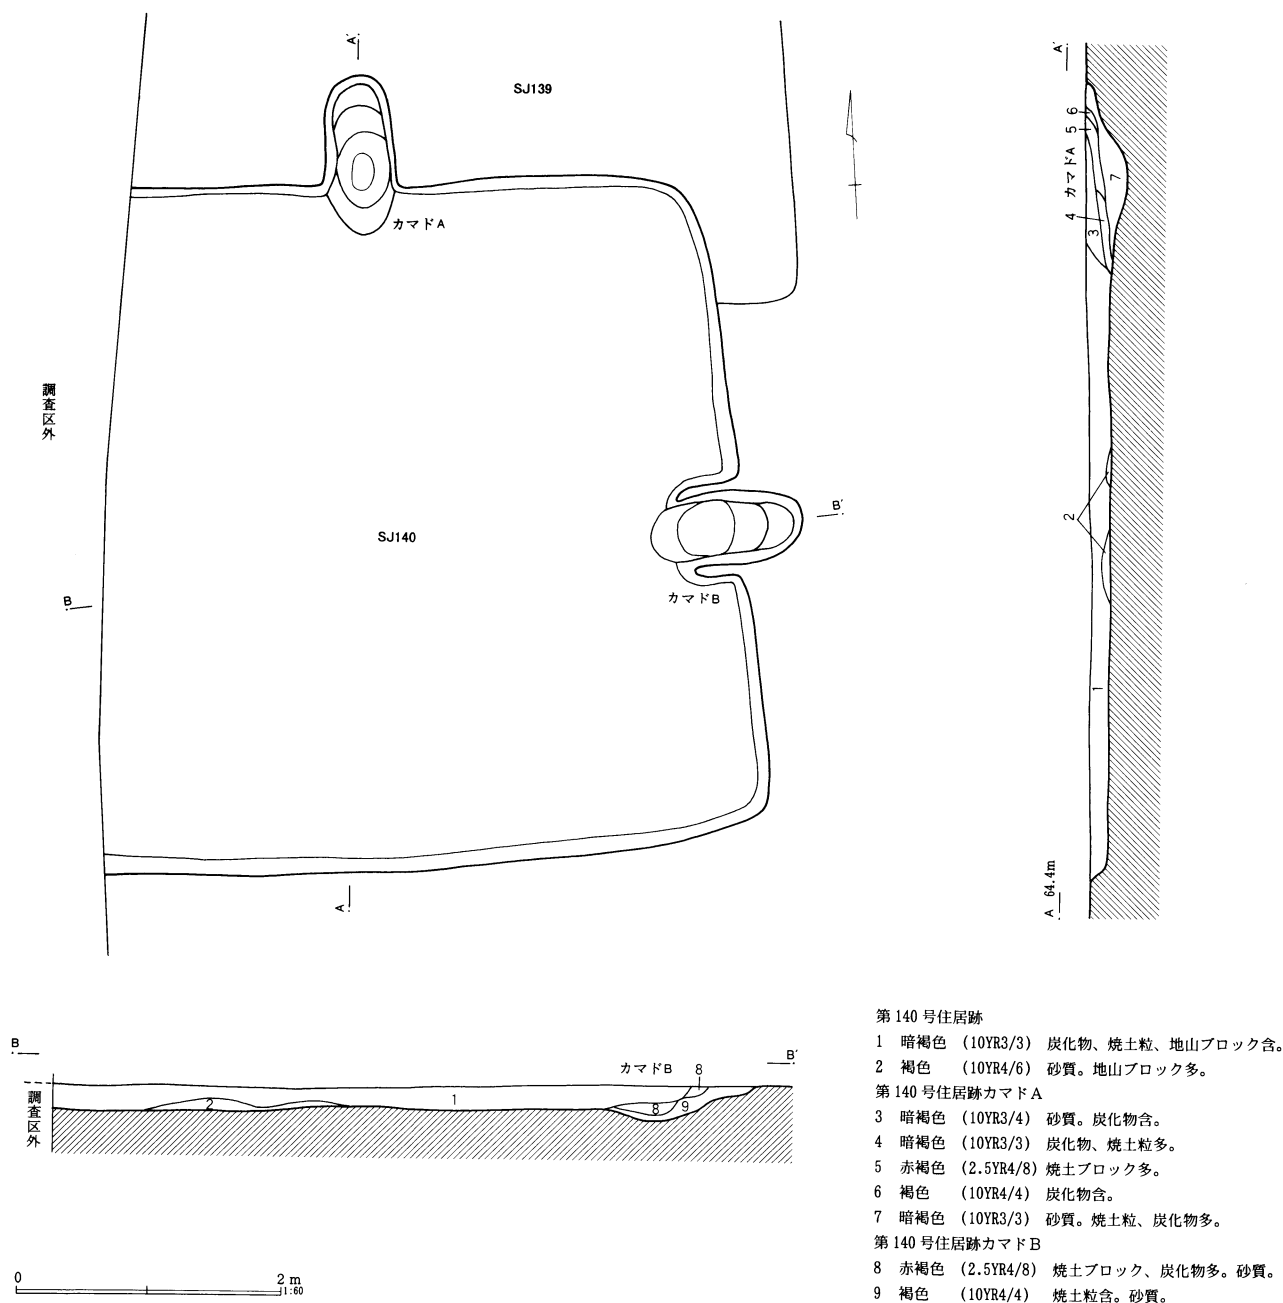 A′
SJ139
カマドA
調査区外
SJ140
B′
B
カマドB
A
A′
6
5
カマドA
7
4
3
2
1
A 64.4m
B
B′
カマドB
8
調査区外
2
1
8
9
第140号住居跡
1 暗褐色 (10YR3/3) 炭化物、焼土粒、地山ブロック含。
2 褐色 (10YR4/6) 砂質。地山ブロック多。
第140号住居跡カマドA
3 暗褐色 (10YR3/4) 砂質。炭化物含。
4 暗褐色 (10YR3/3) 炭化物、焼土粒多。
5 赤褐色 (2.5YR4/8) 焼土ブロック多。
6 褐色 (10YR4/4) 炭化物含。
7 暗褐色 (10YR3/3) 砂質。焼土粒、炭化物多。
第140号住居跡カマドB
8 赤褐色 (2.5YR4/8) 焼土ブロック、炭化物多。砂質。
9 褐色 (10YR4/4) 焼土粒含。砂質。
0 2m
1:60